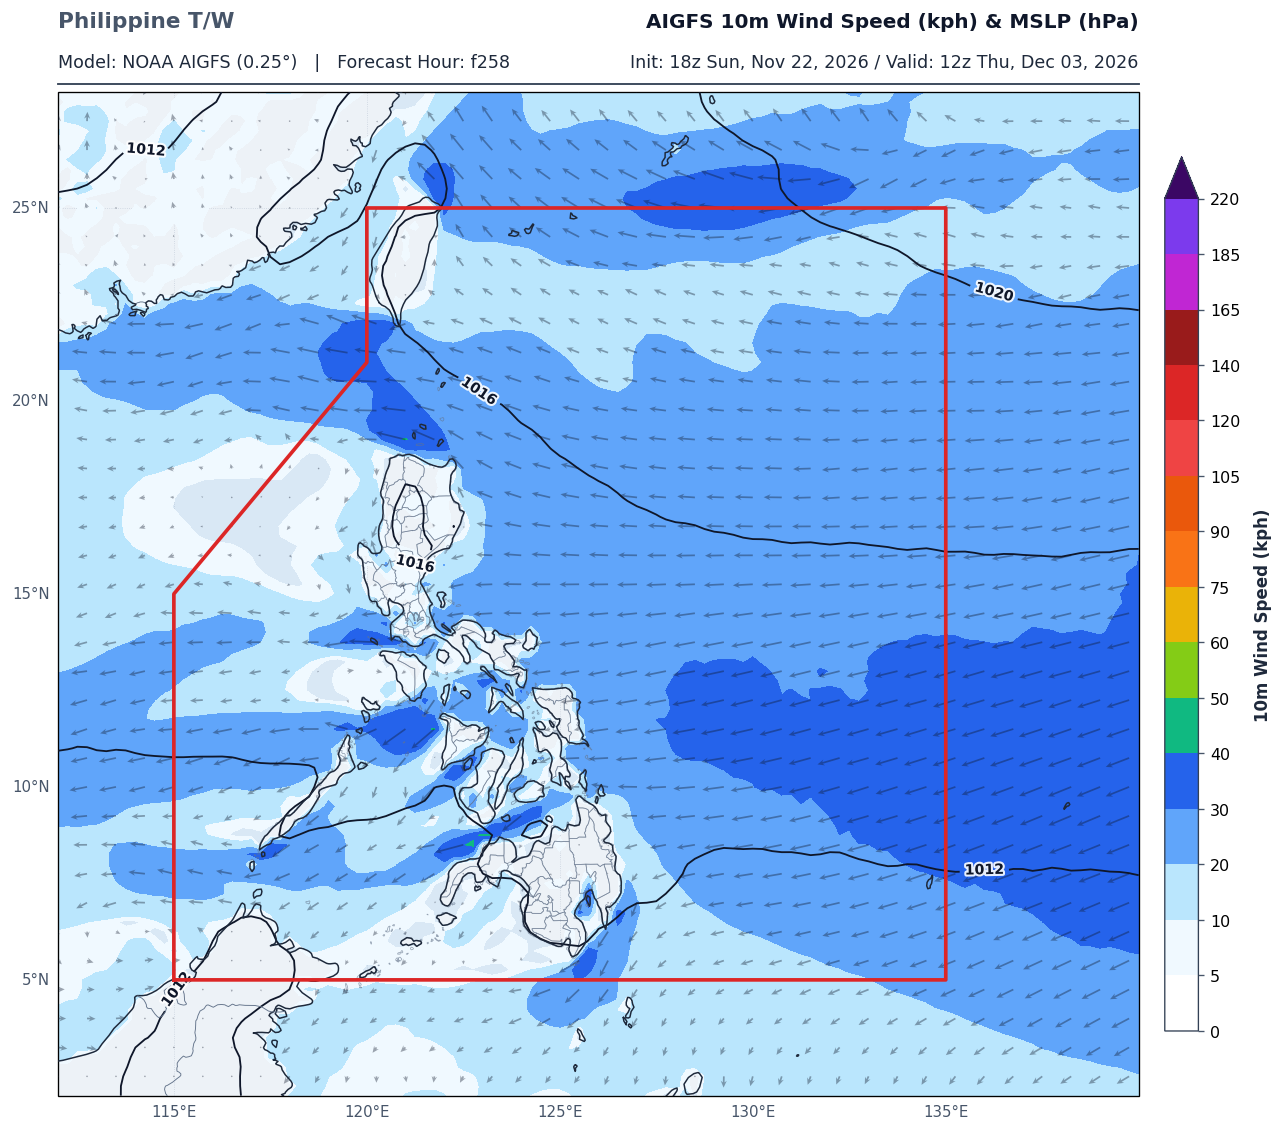 Philippine T/W
AIGFS 10m Wind Speed (kph) & MSLP (hPa)
Model: NOAA AIGFS (0.25°) | Forecast Hour: f258
Init: 18z Sun, Nov 22, 2026 / Valid: 12z Thu, Dec 03, 2026
1012
1020
1016
1016
1012
1012
25°N
20°N
15°N
10°N
5°N
115°E
120°E
125°E
130°E
135°E
220
185
165
140
120
105
90
75
60
50
40
30
20
10
5
0
10m Wind Speed (kph)